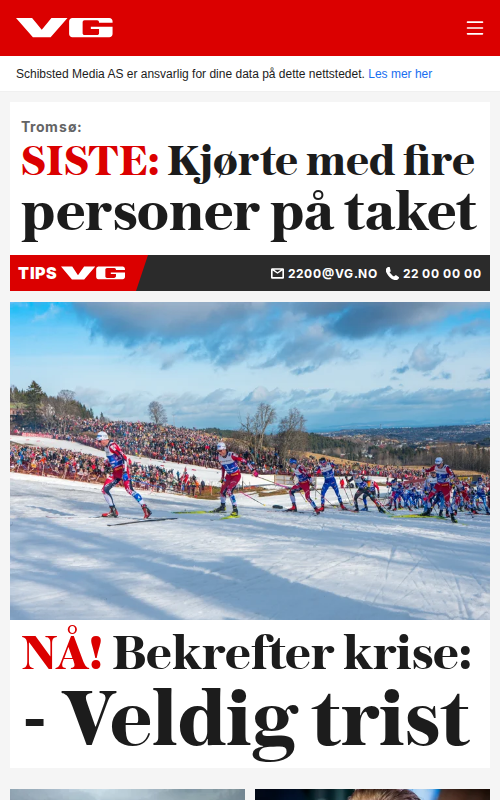 VG
Schibsted Media AS er ansvarlig for dine data på dette nettstedet. Les mer her
Tromsø:
SISTE: Kjørte med fire
personer på taket
TIPS VG 2200@VG.NO 22 00 00 00
NÅ! Bekrefter krise:
- Veldig trist